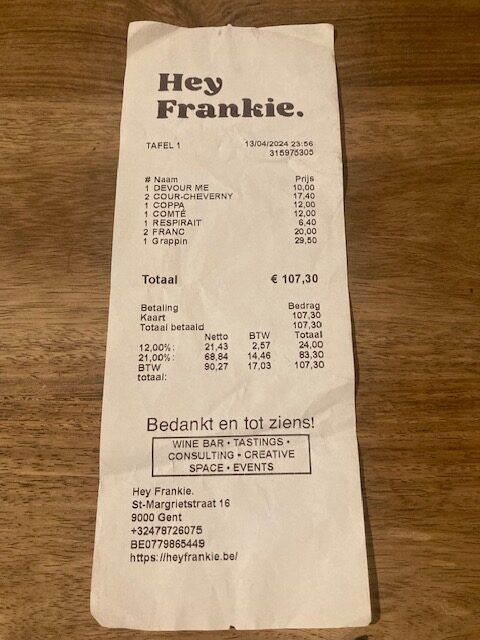 Hey
Frankie.
TAFEL 1 13/04/2024 23:56
315975305
# Naam Prijs
1 DEVOUR ME 10,00
2 COUR-CHEVERNY 17,40
1 COPPA 12,00
1 COMTÉ 12,00
1 RESPIRAIT 6,40
2 FRANC 20,00
1 Grappin 29,50
Totaal € 107,30
Betaling Bedrag
Kaart 107,30
Totaal betaald 107,30
Netto BTW Totaal
12,00%: 21,43 2,57 24,00
21,00%: 68,84 14,46 83,30
BTW 90,27 17,03 107,30
totaal:
Bedankt en tot ziens!
WINE BAR • TASTINGS •
CONSULTING • CREATIVE
SPACE • EVENTS
Hey Frankie.
St-Margrietstraat 16
9000 Gent
+32478726075
BE0779865449
https://heyfrankie.be/